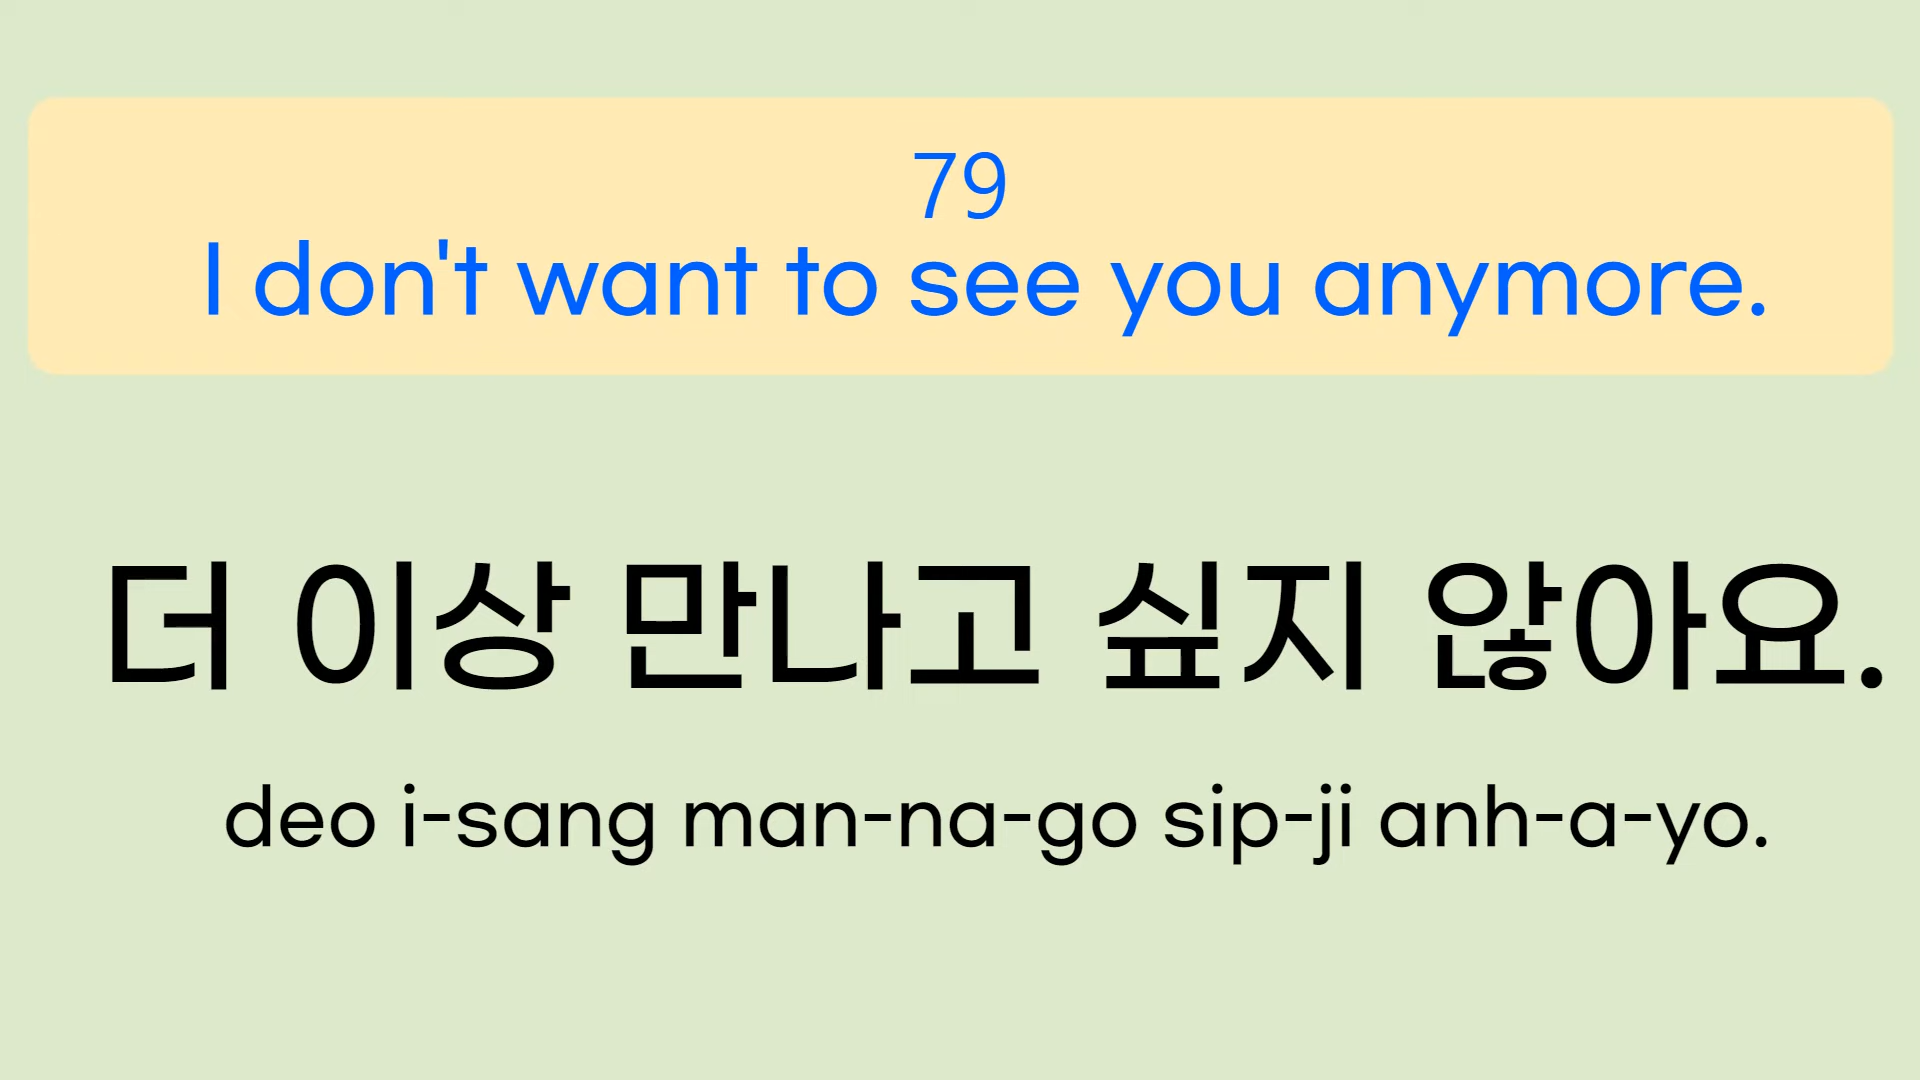 79
I don't want to see you anymore.
더 이상 만나고 싶지 않아요.
deo i-sang man-na-go sip-ji anh-a-yo.